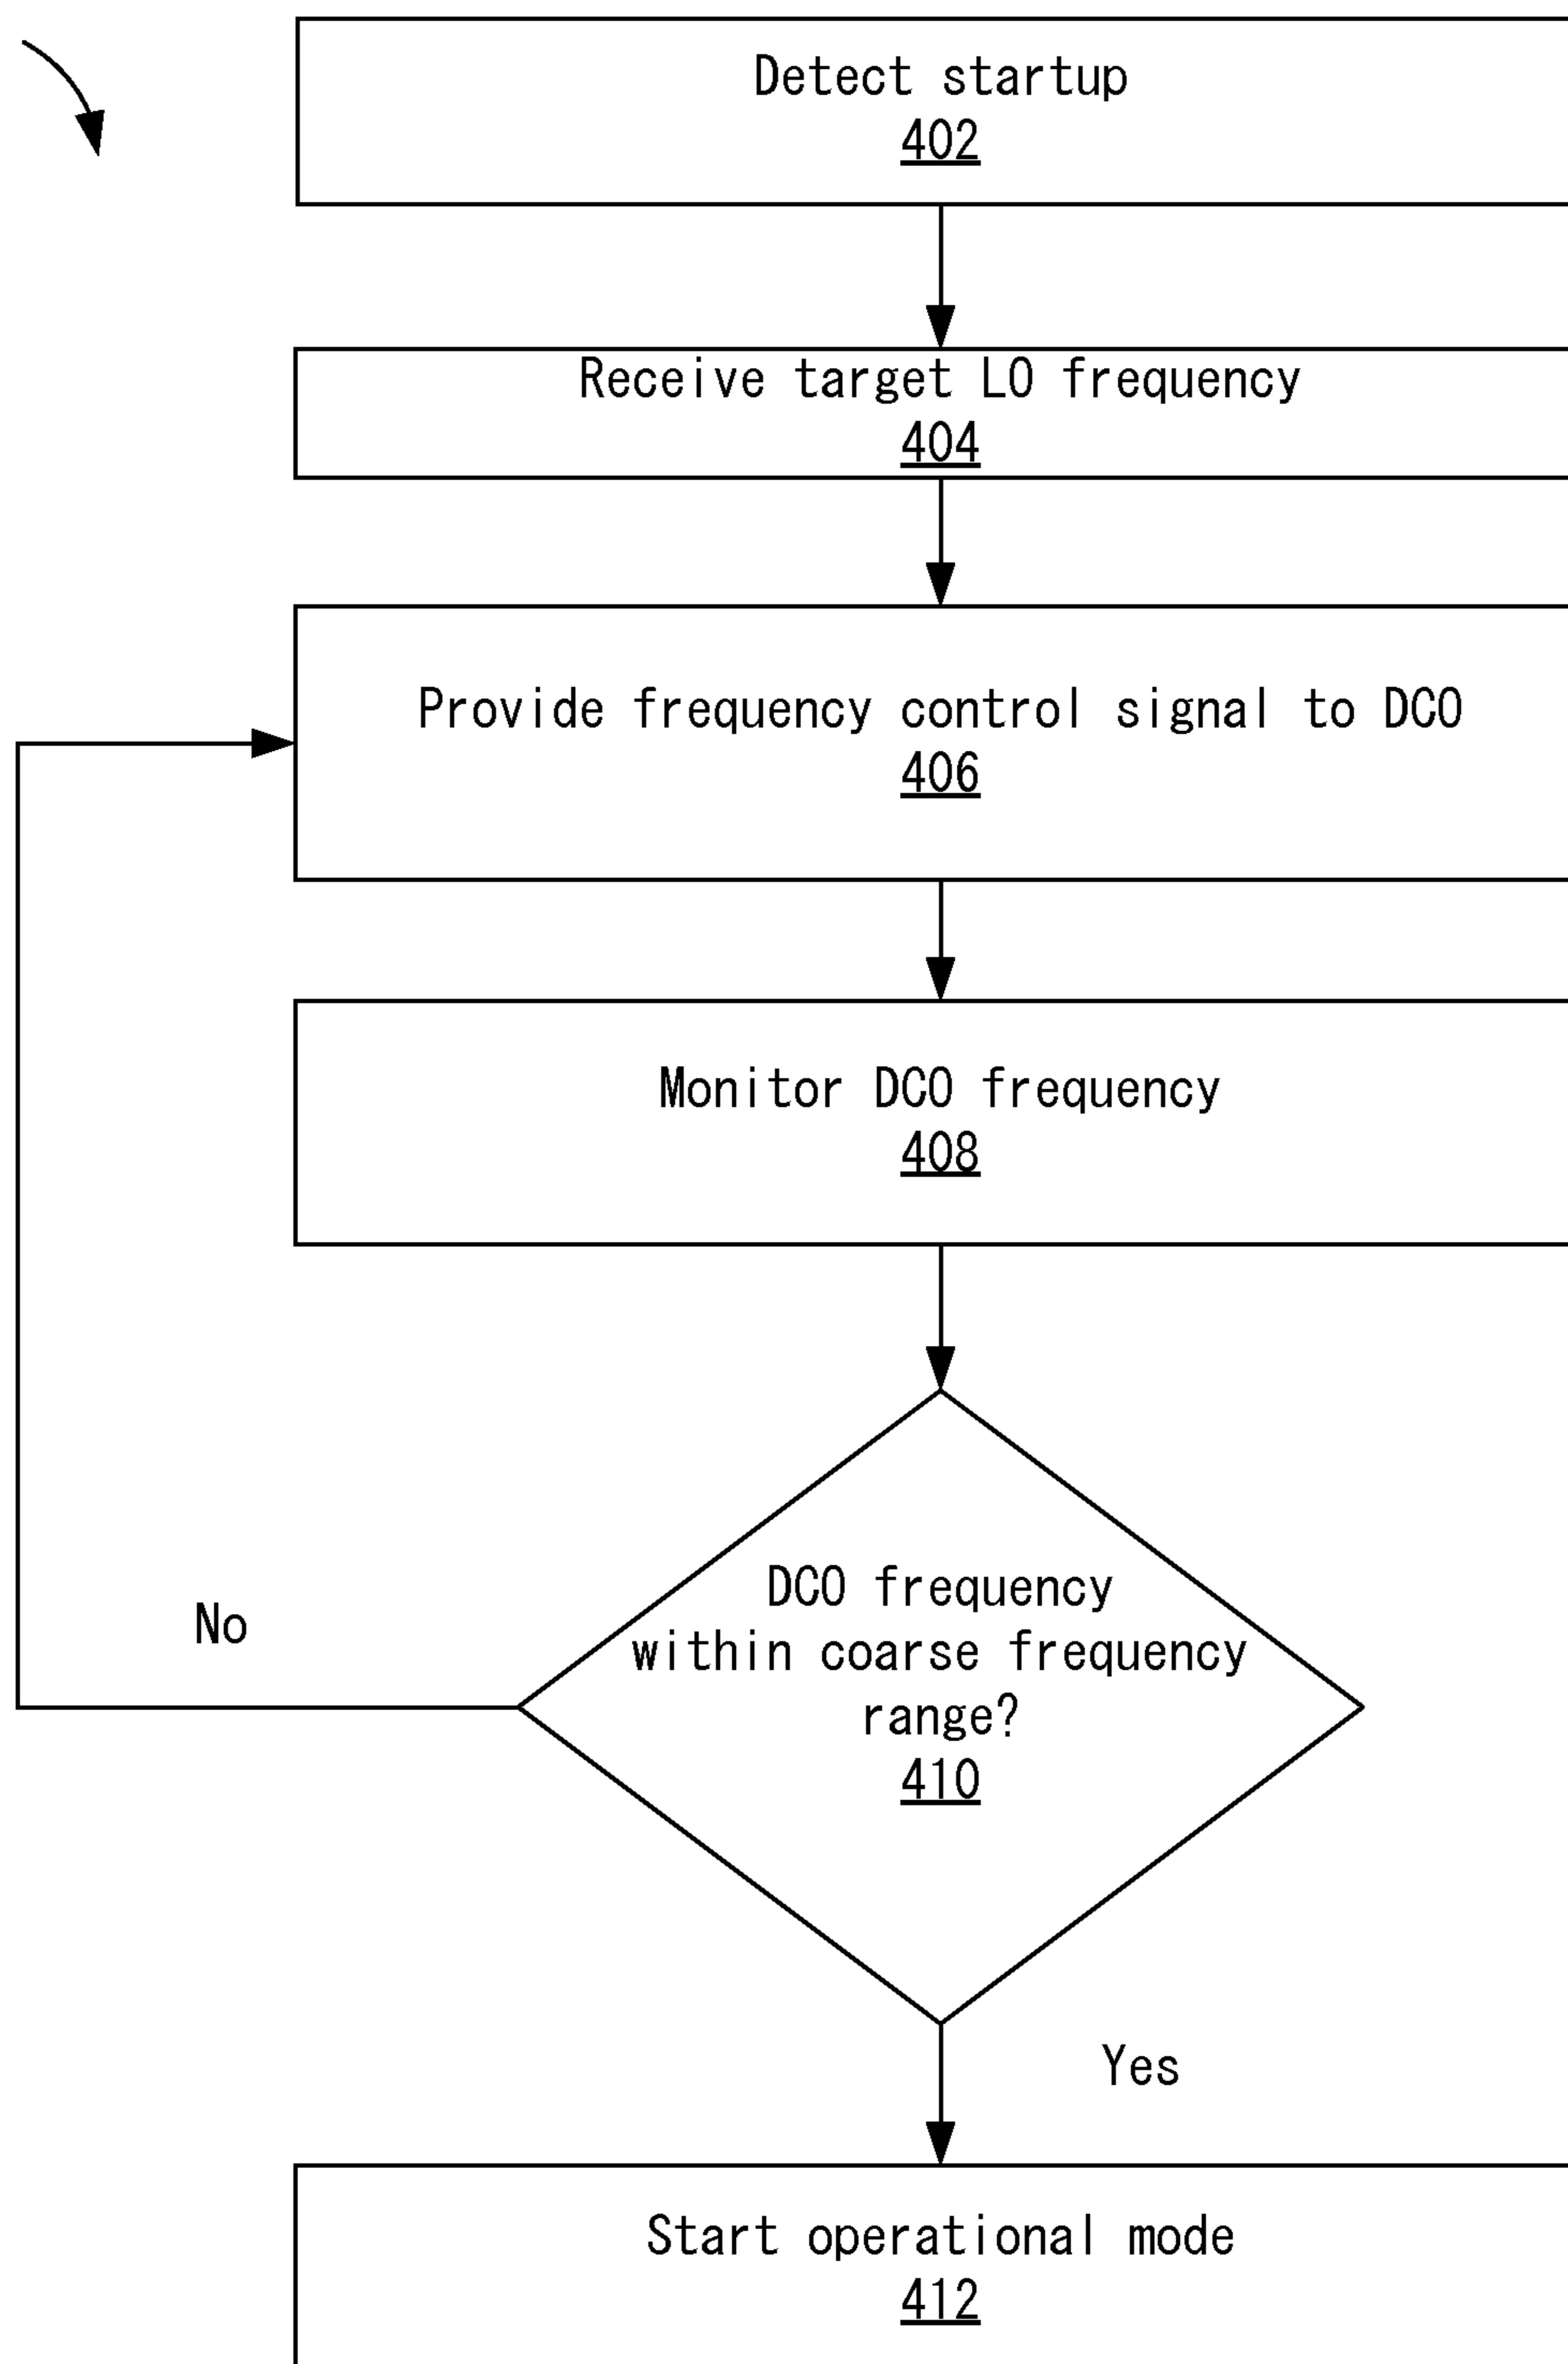 Detect startup
402
Receive target LO frequency
404
Provide frequency control signal to DCO
406
Monitor DCO frequency
408
DCO frequency
within coarse frequency
range?
410
No
Yes
Start operational mode
412